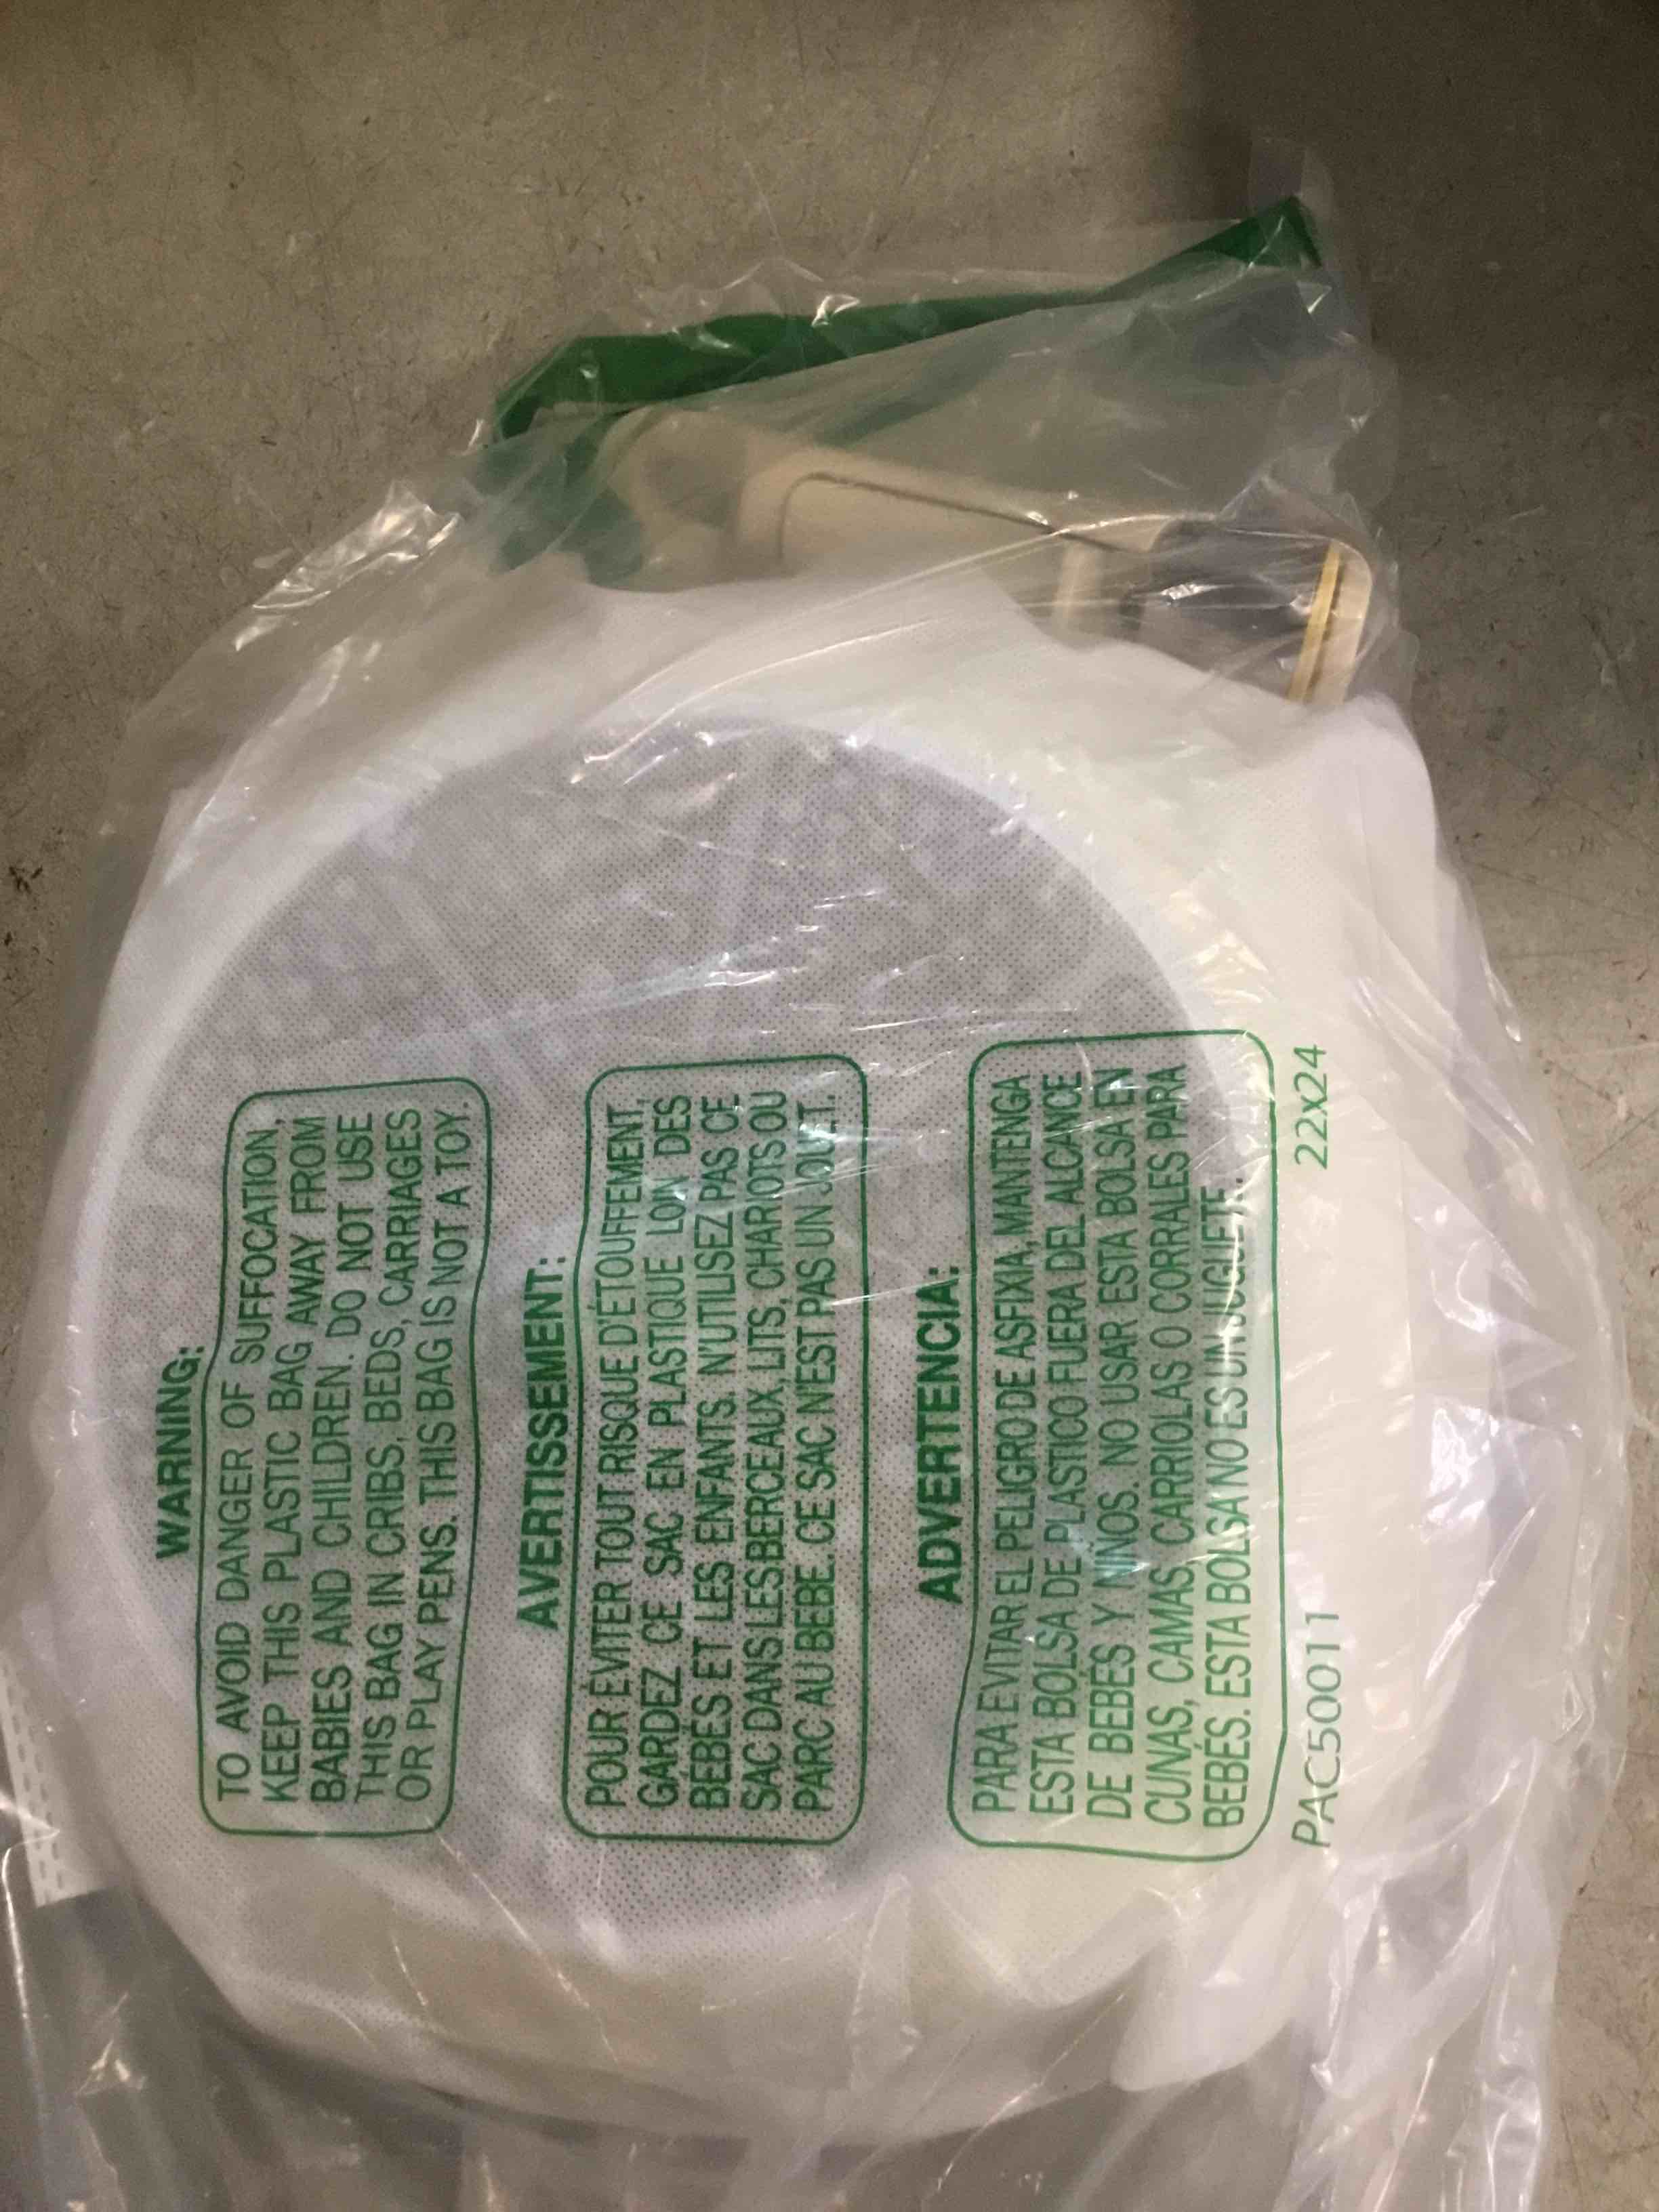 WARNING:
TO AVOID DANGER OF SUFFOCATION,
KEEP THIS PLASTIC BAG AWAY FROM
BABIES AND CHILDREN. DO NOT USE
THIS BAG IN CRIBS, BEDS, CARRIAGES
OR PLAY PENS. THIS BAG IS NOT A TOY.
AVERTISSEMENT:
POUR ÉVITER TOUT RISQUE D'ÉTOUFFEMENT,
GARDEZ CE SAC EN PLASTIQUE LOIN DES
BEBÉS ET LES ENFANTS. N'UTILISEZ PAS CE
SAC DANS LES BERCEAUX, LITS, CHARIOTS OU
PARC AU BEBE. CE SAC N'EST PAS UN JOUET.
ADVERTENCIA:
PARA EVITAR EL PELIGRO DE ASFIXIA, MANTENGA
ESTA BOLSA DE PLASTICO FUERA DEL ALCANCE
DE BEBÉS Y NIÑOS. NO USAR ESTA BOLSA EN
CUNAS, CAMAS, CARRIOLAS O CORRALES PARA
BEBÉS. ESTA BOLSA NO ES UN JUGUETE.
PAC50011 22x24